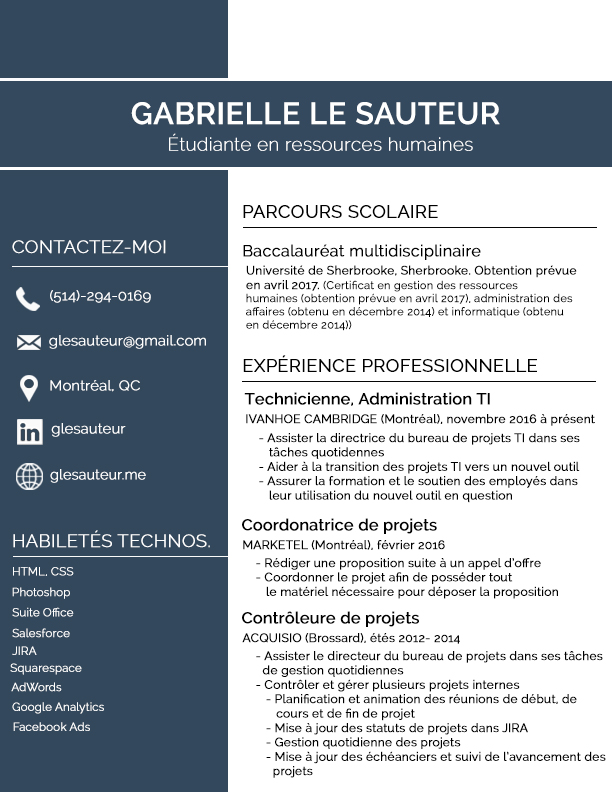 GABRIELLE LE SAUTEUR
Étudiante en ressources humaines
CONTACTEZ-MOI
(514)-294-0169
glesauteur@gmail.com
Montréal, QC
in glesauteur
glesauteur.me
HABILETÉS TECHNOS.
HTML, CSS
Photoshop
Suite Office
Salesforce
JIRA
Squarespace
AdWords
Google Analytics
Facebook Ads
PARCOURS SCOLAIRE
Baccalauréat multidisciplinaire
Université de Sherbrooke, Sherbrooke. Obtention prévue
en avril 2017. (Certificat en gestion des ressources
humaines (obtention prévue en avril 2017), administration des
affaires (obtenu en décembre 2014) et informatique (obtenu
en décembre 2014))
EXPÉRIENCE PROFESSIONNELLE
Technicienne, Administration TI
IVANHOE CAMBRIDGE (Montréal), novembre 2016 à présent
- Assister la directrice du bureau de projets TI dans ses
tâches quotidennes
- Aider à la transition des projets TI vers un nouvel outil
- Assurer la formation et le soutien des employés dans
leur utilisation du nouvel outil en question
Coordonatrice de projets
MARKETEL (Montréal), février 2016
- Rédiger une proposition suite à un appel d'offre
- Coordonner le projet afin de posséder tout
le matériel nécessaire pour déposer la proposition
Contrôleure de projets
ACQUISIO (Brossard), étés 2012- 2014
- Assister le directeur du bureau de projets dans ses tâches
de gestion quotidiennes
- Contrôler et gérer plusieurs projets internes
- Planification et animation des réunions de début, de
cours et de fin de projet
- Mise à jour des statuts de projets dans JIRA
- Gestion quotidienne des projets
- Mise à jour des échéanciers et suivi de l'avancement des
projets